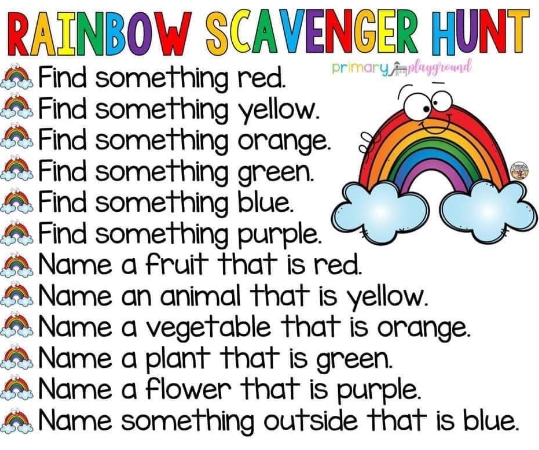 RAINBOW SCAVENGER HUNT
primary playground
Find something red.
Find something yellow.
Find something orange.
Find something green.
Find something blue.
Find something purple.
Name a fruit that is red.
Name an animal that is yellow.
Name a vegetable that is orange.
Name a plant that is green.
Name a flower that is purple.
Name something outside that is blue.